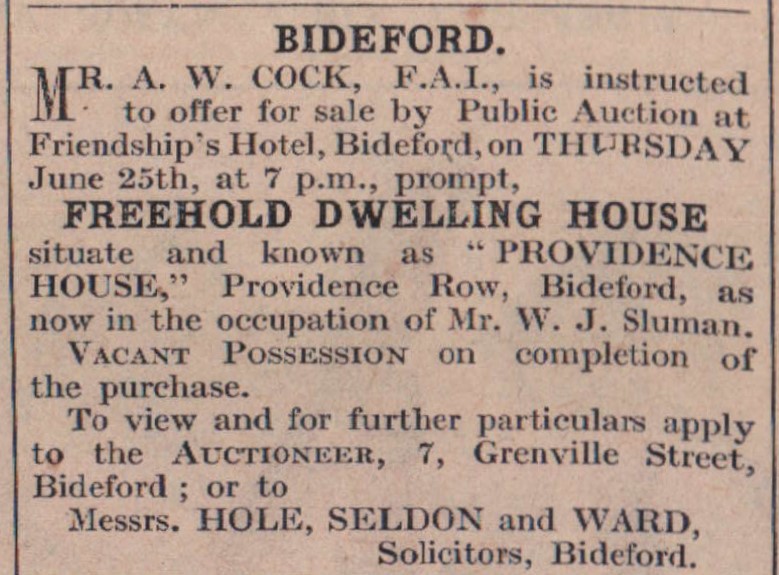 BIDEFORD.
MR. A. W. COCK, F.A.I., is instructed
to offer for sale by Public Auction at
Friendship's Hotel, Bideford, on THURSDAY
June 25th, at 7 p.m., prompt,
FREEHOLD DWELLING HOUSE
situate and known as “ PROVIDENCE
HOUSE,” Providence Row, Bideford, as
now in the occupation of Mr. W. J. Sluman.
VACANT POSSESSION on completion of
the purchase.
To view and for further particulars apply
to the AUCTIONEER, 7, Grenville Street,
Bideford ; or to
Messrs. HOLE, SELDON and WARD,
Solicitors, Bideford.